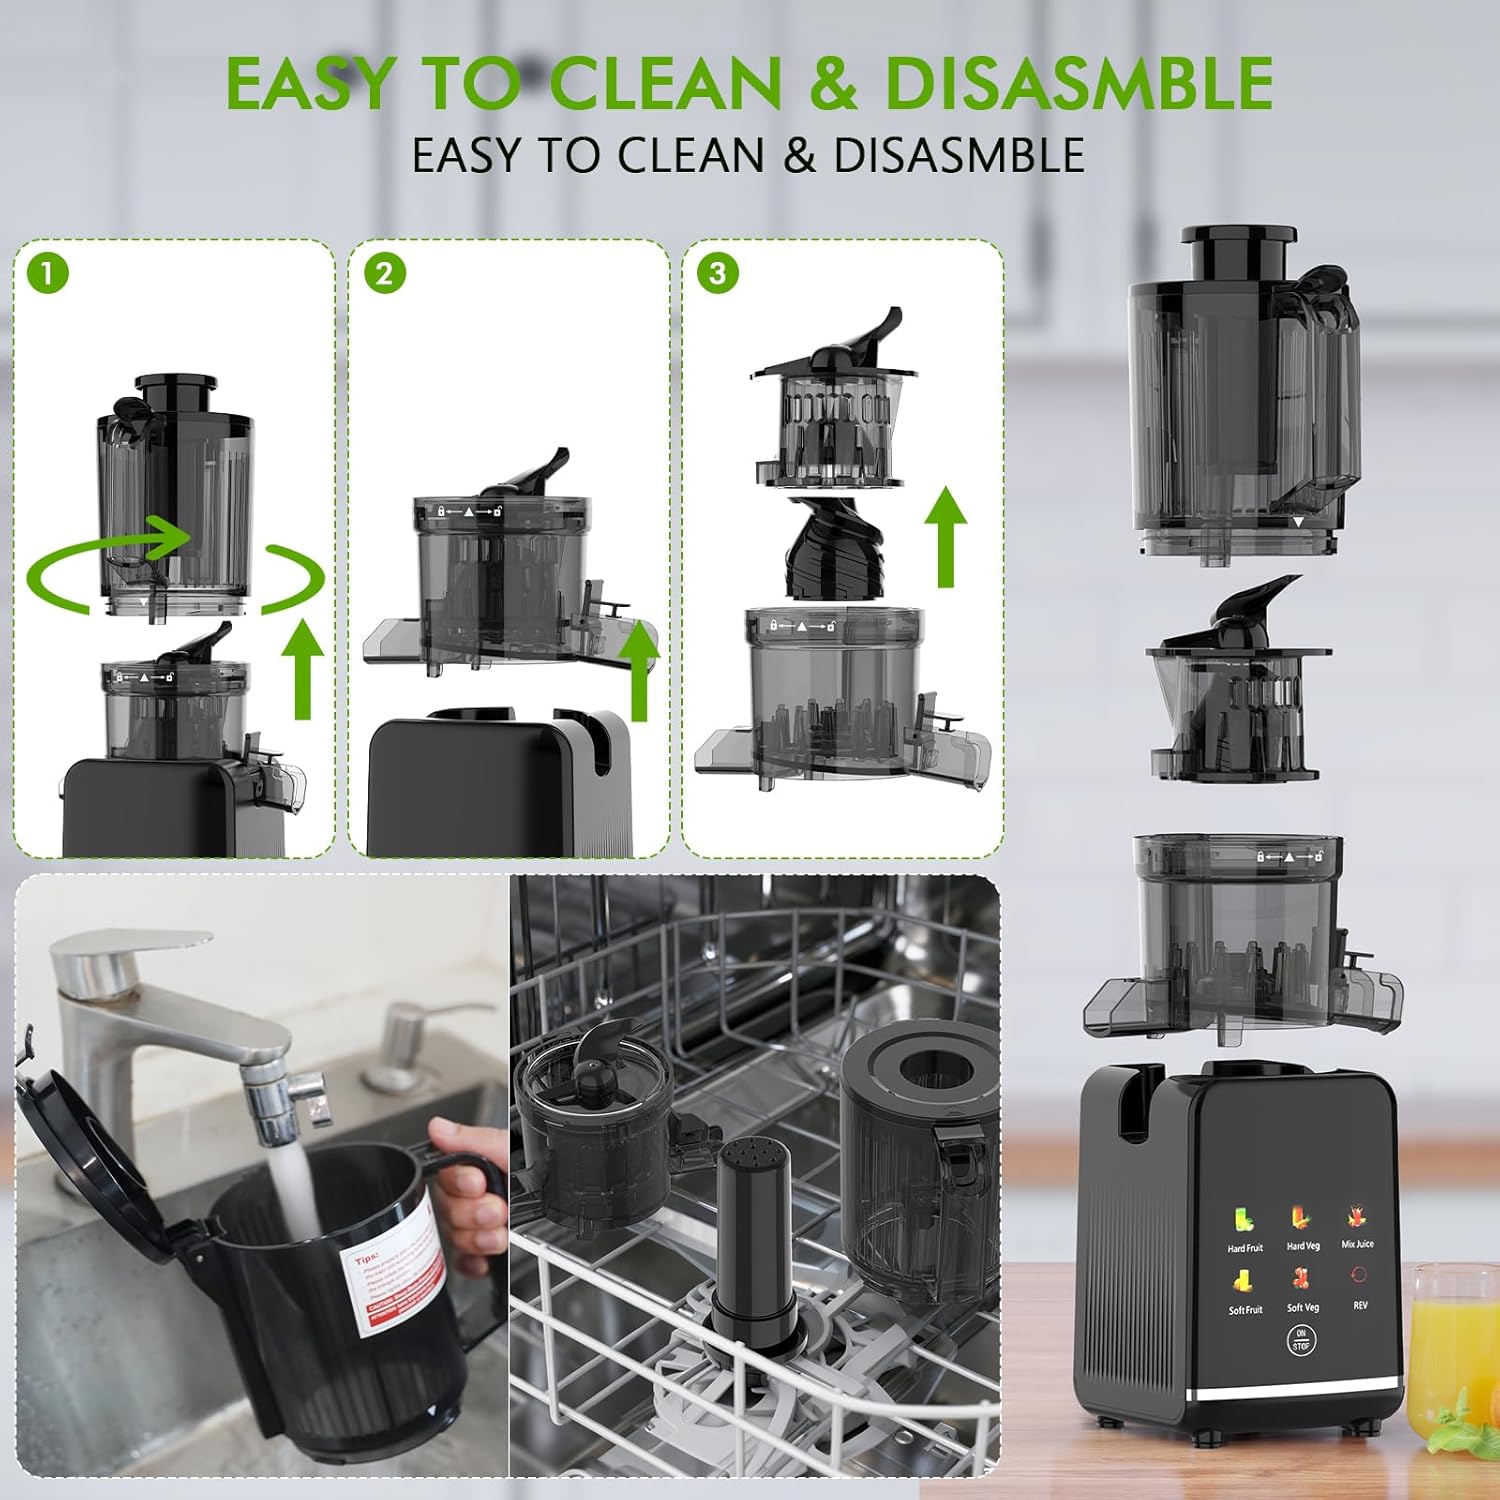 EASY TO CLEAN & DISASMBLE
EASY TO CLEAN & DISASMBLE
1
2
3
Tips:
Hard Fruit
Hard Veg
Mix Juice
Soft Fruit
Soft Veg
REV
ON
STOP